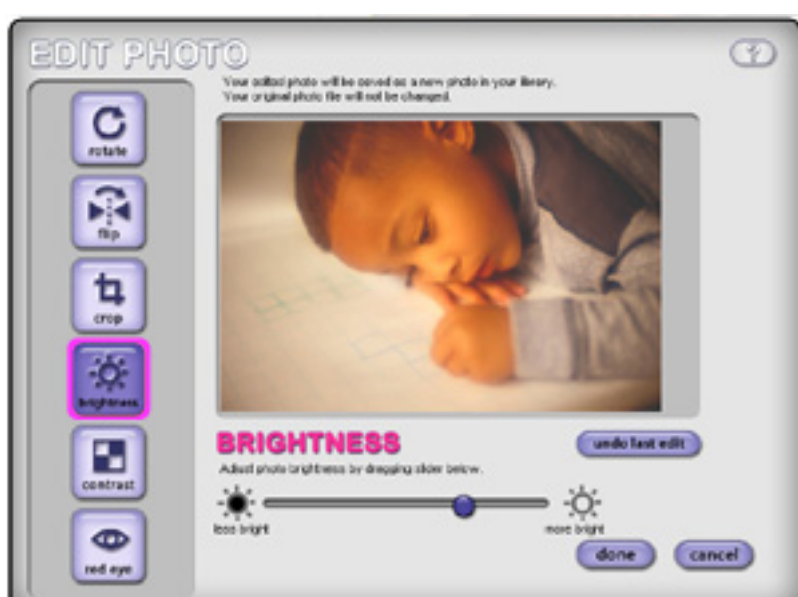 EDIT PHOTO
?
Your edited photo will be saved as a new photo in your library.
Your original photo file will not be changed.
rotate
flip
crop
brightness
contrast
red eye
BRIGHTNESS
undo last edit
Adjust photo brightness by dragging slider below.
less bright
more bright
done
cancel